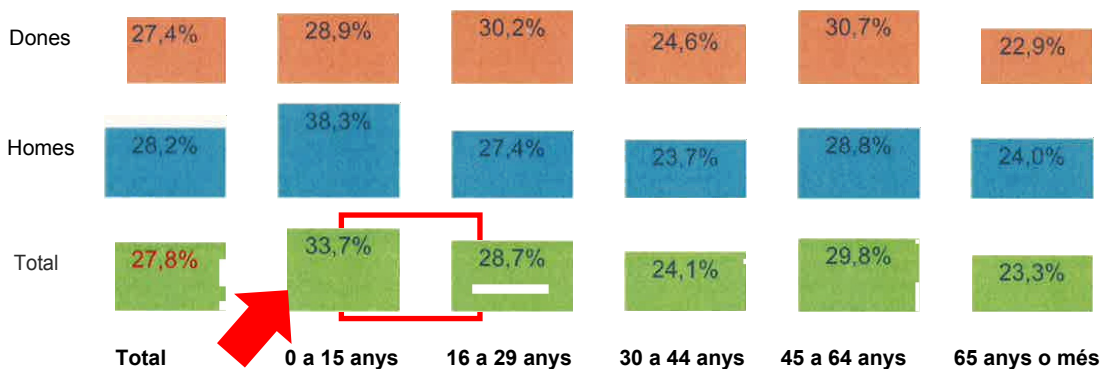 Dones 27,4% 28,9% 30,2% 24,6% 30,7% 22,9%
Homes 28,2% 38,3% 27,4% 23,7% 28,8% 24,0%
Total 27,8% 33,7% 28,7% 24,1% 29,8% 23,3%
Total 0 a 15 anys 16 a 29 anys 30 a 44 anys 45 a 64 anys 65 anys o més